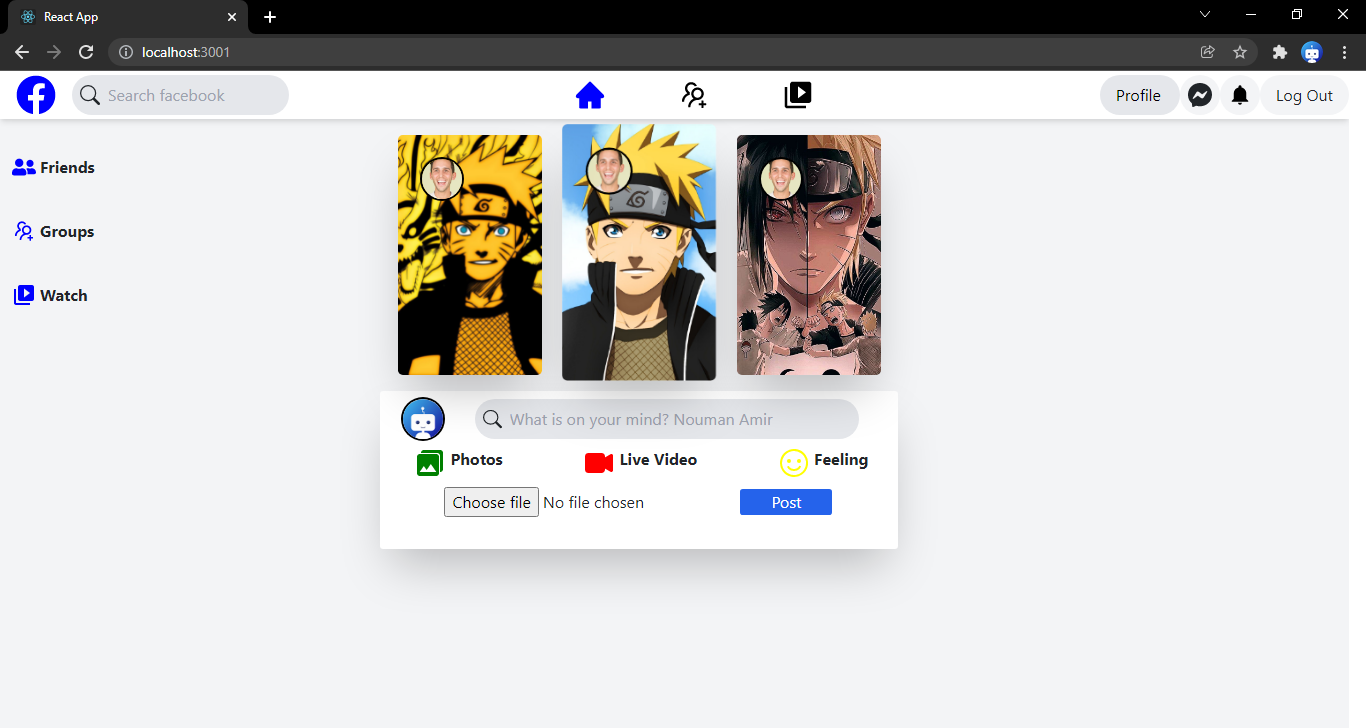 React App
localhost:3001
Search facebook
Profile
Log Out
Friends
Groups
Watch
What is on your mind? Nouman Amir
Photos
Live Video
Feeling
Choose file No file chosen
Post